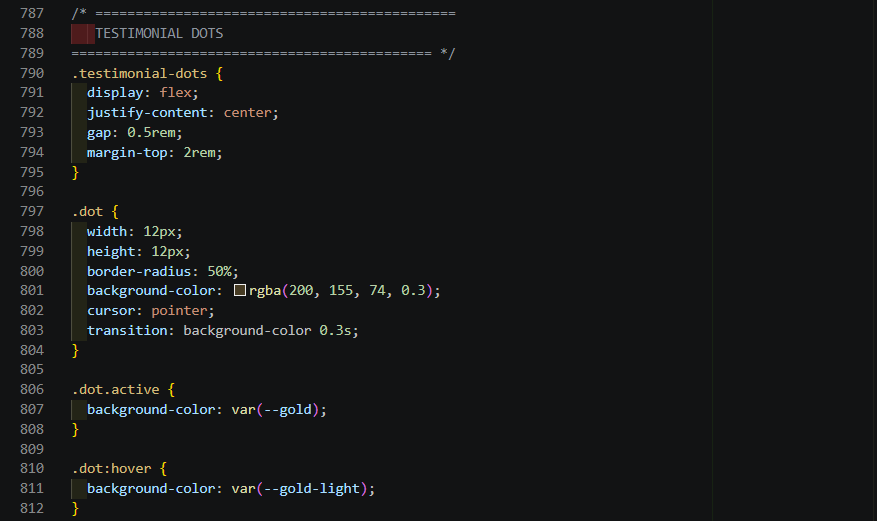 787 /* =============================================
788    TESTIMONIAL DOTS
789 ============================================= */
790 .testimonial-dots {
791   display: flex;
792   justify-content: center;
793   gap: 0.5rem;
794   margin-top: 2rem;
795 }
796
797 .dot {
798   width: 12px;
799   height: 12px;
800   border-radius: 50%;
801   background-color: rgba(200, 155, 74, 0.3);
802   cursor: pointer;
803   transition: background-color 0.3s;
804 }
805
806 .dot.active {
807   background-color: var(--gold);
808 }
809
810 .dot:hover {
811   background-color: var(--gold-light);
812 }